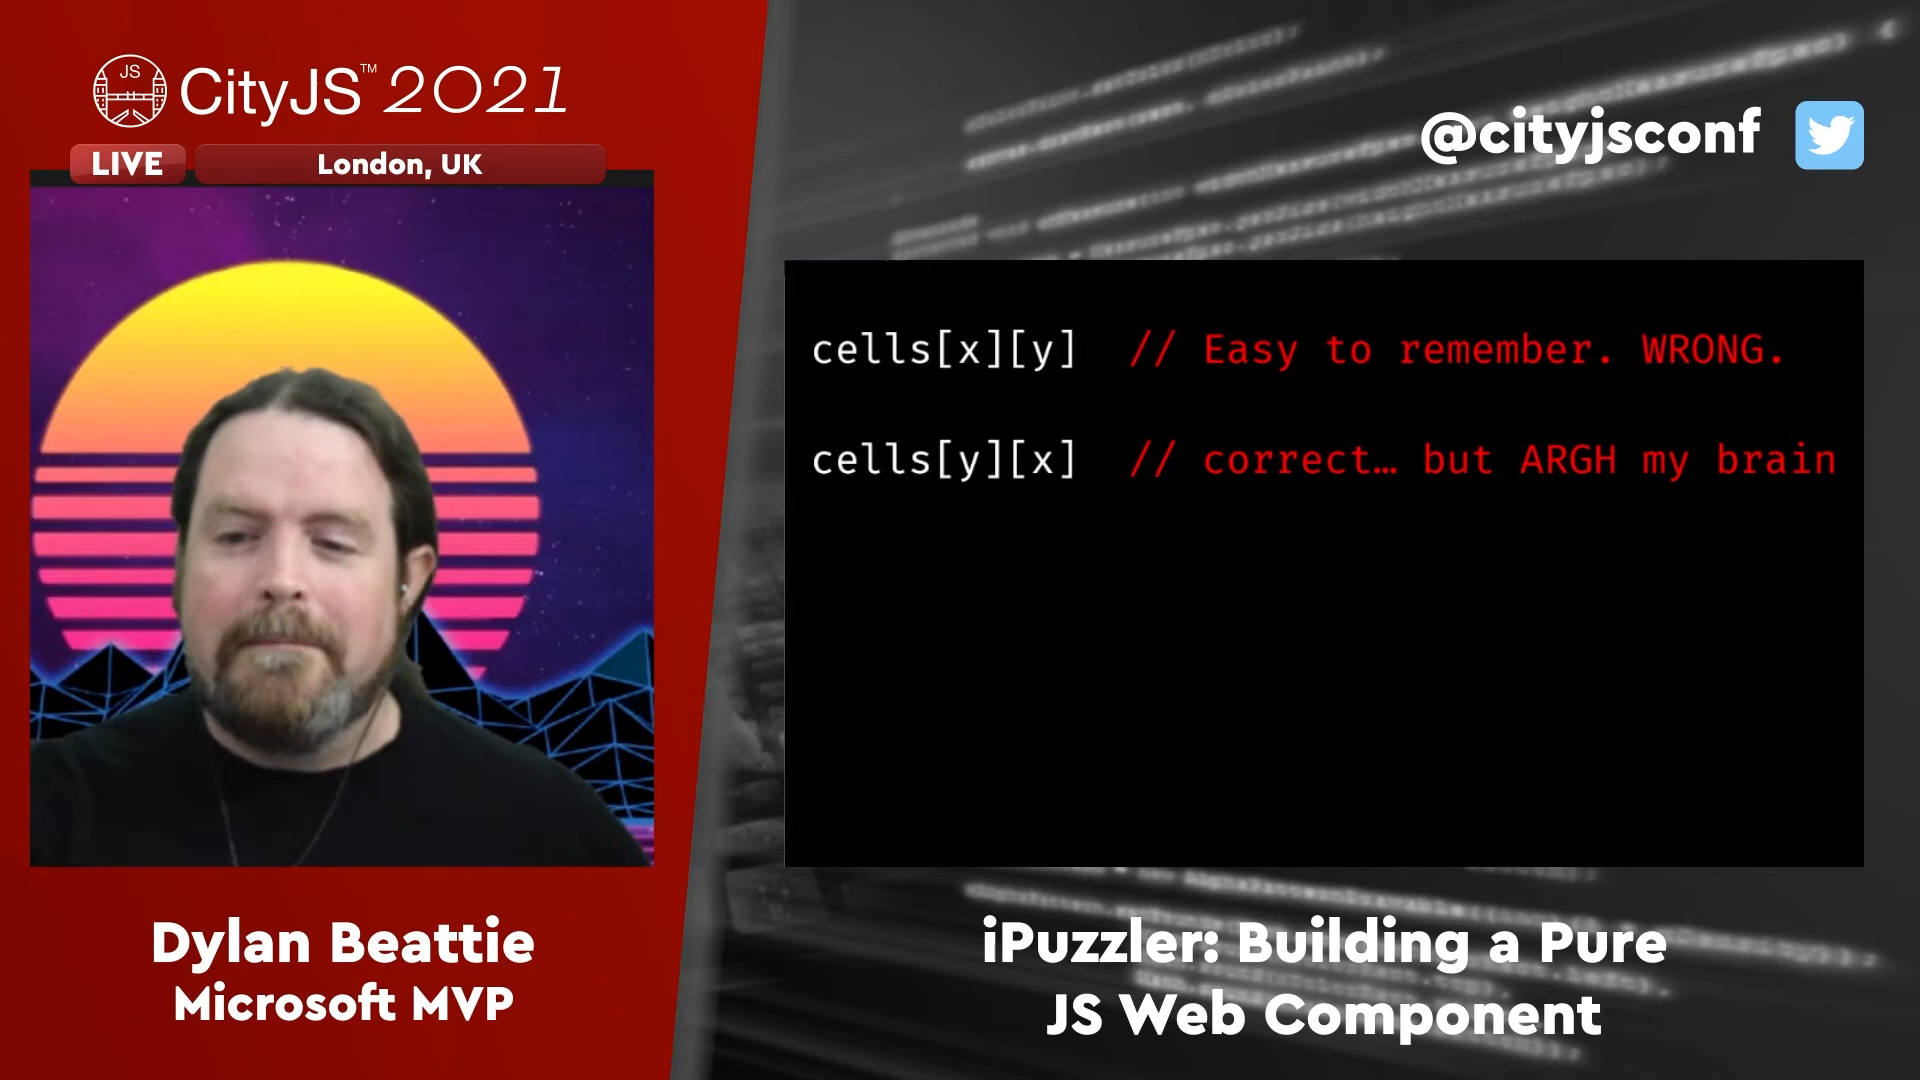 JS
CityJS™ 2021
LIVE
London, UK
@cityjsconf
cells[x][y] // Easy to remember. WRONG.
cells[y][x] // correct… but ARGH my brain
Dylan Beattie
Microsoft MVP
iPuzzler: Building a Pure
JS Web Component